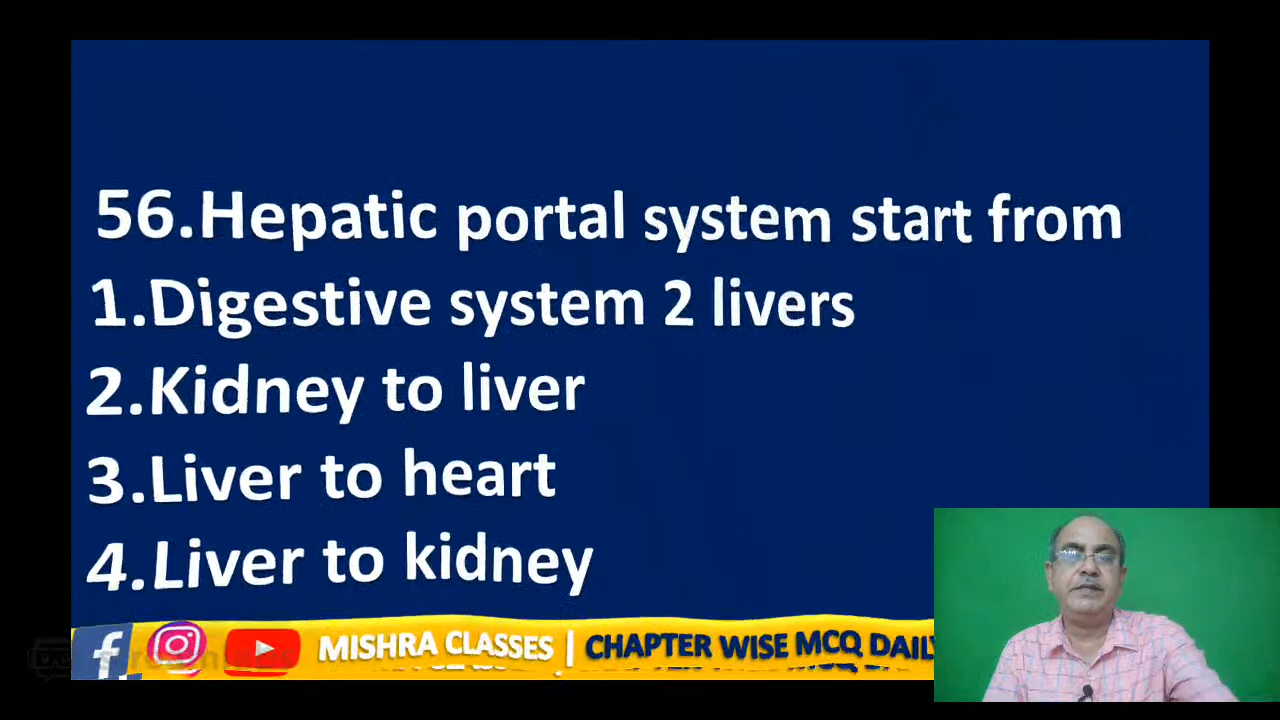 56.Hepatic portal system start from
1.Digestive system 2 livers
2.Kidney to liver
3.Liver to heart
4.Liver to kidney
MISHRA CLASSES | CHAPTER WISE MCQ DAILY